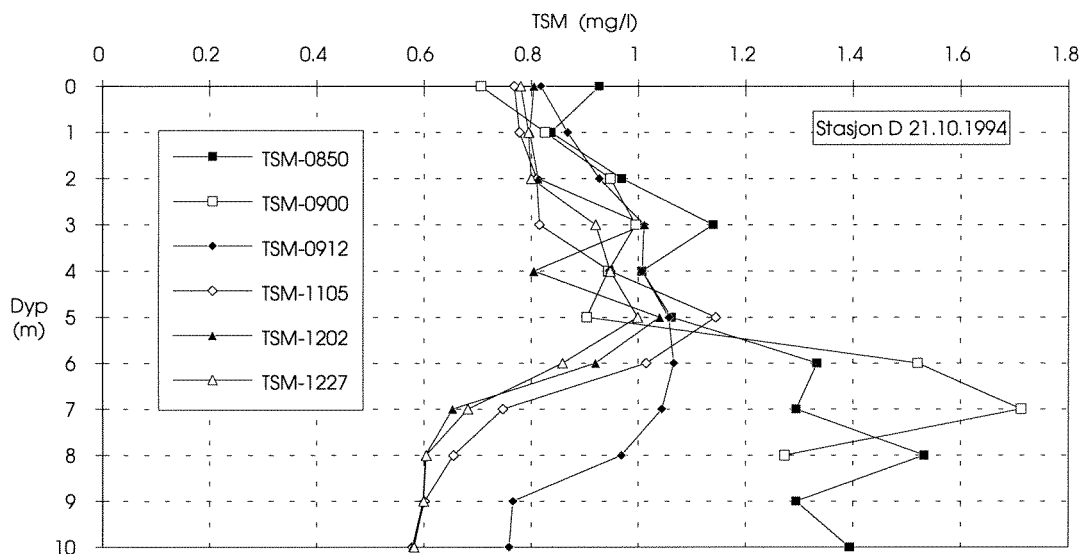 TSM (mg/l)
0 0.2 0.4 0.6 0.8 1 1.2 1.4 1.6 1.8
0
1
2
3
4
5
6
7
8
9
10
Dyp
(m)
Stasjon D 21.10.1994
TSM-0850
TSM-0900
TSM-0912
TSM-1105
TSM-1202
TSM-1227